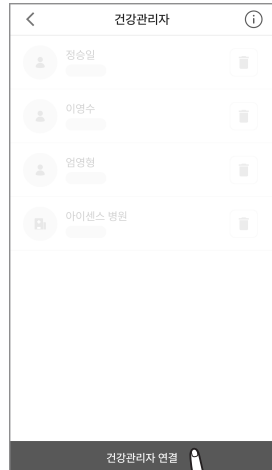 건강관리자
정승일
이영수
엄영형
아이센스 병원
건강관리자 연결